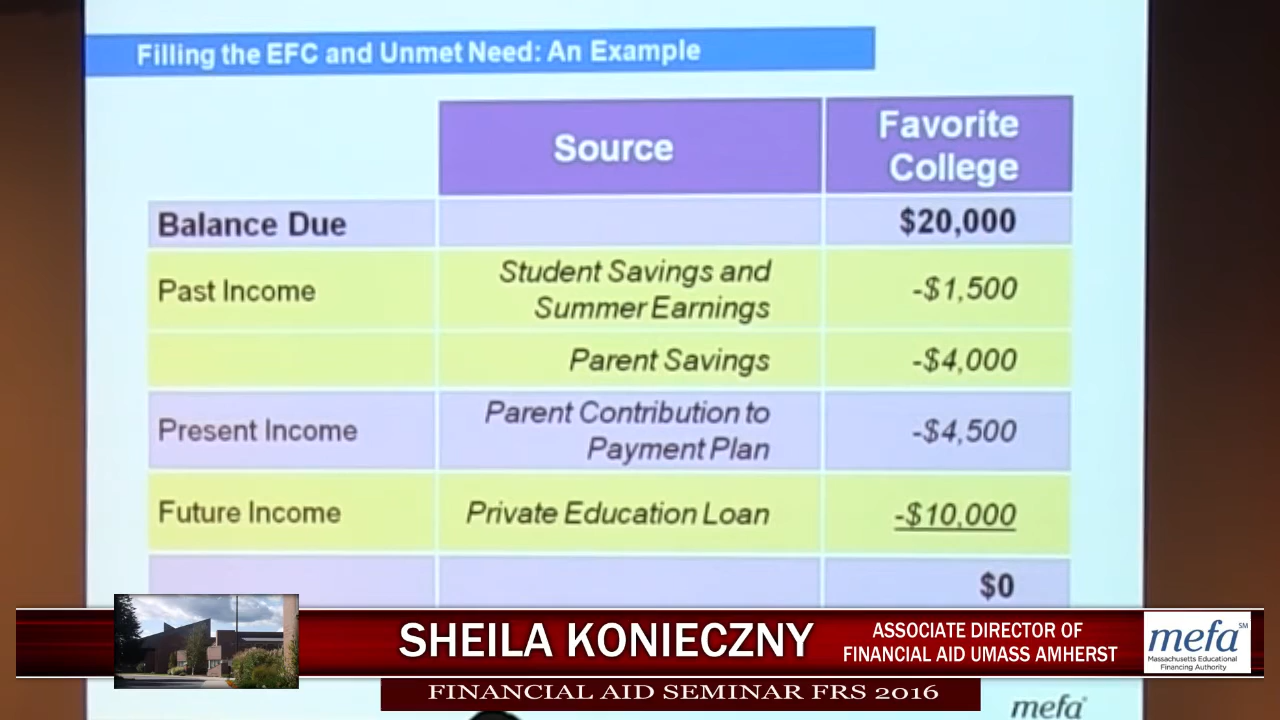 Filling the EFC and Unmet Need: An Example
Source
Favorite
College
Balance Due
$20,000
Past Income
Student Savings and
Summer Earnings
-$1,500
Parent Savings
-$4,000
Present Income
Parent Contribution to
Payment Plan
-$4,500
Future Income
Private Education Loan
-$10,000
$0
SHEILA KONIECZNY
ASSOCIATE DIRECTOR OF
FINANCIAL AID UMASS AMHERST
mefa SM
Massachusetts Educational
Financing Authority
FINANCIAL AID SEMINAR FRS 2016
mefa